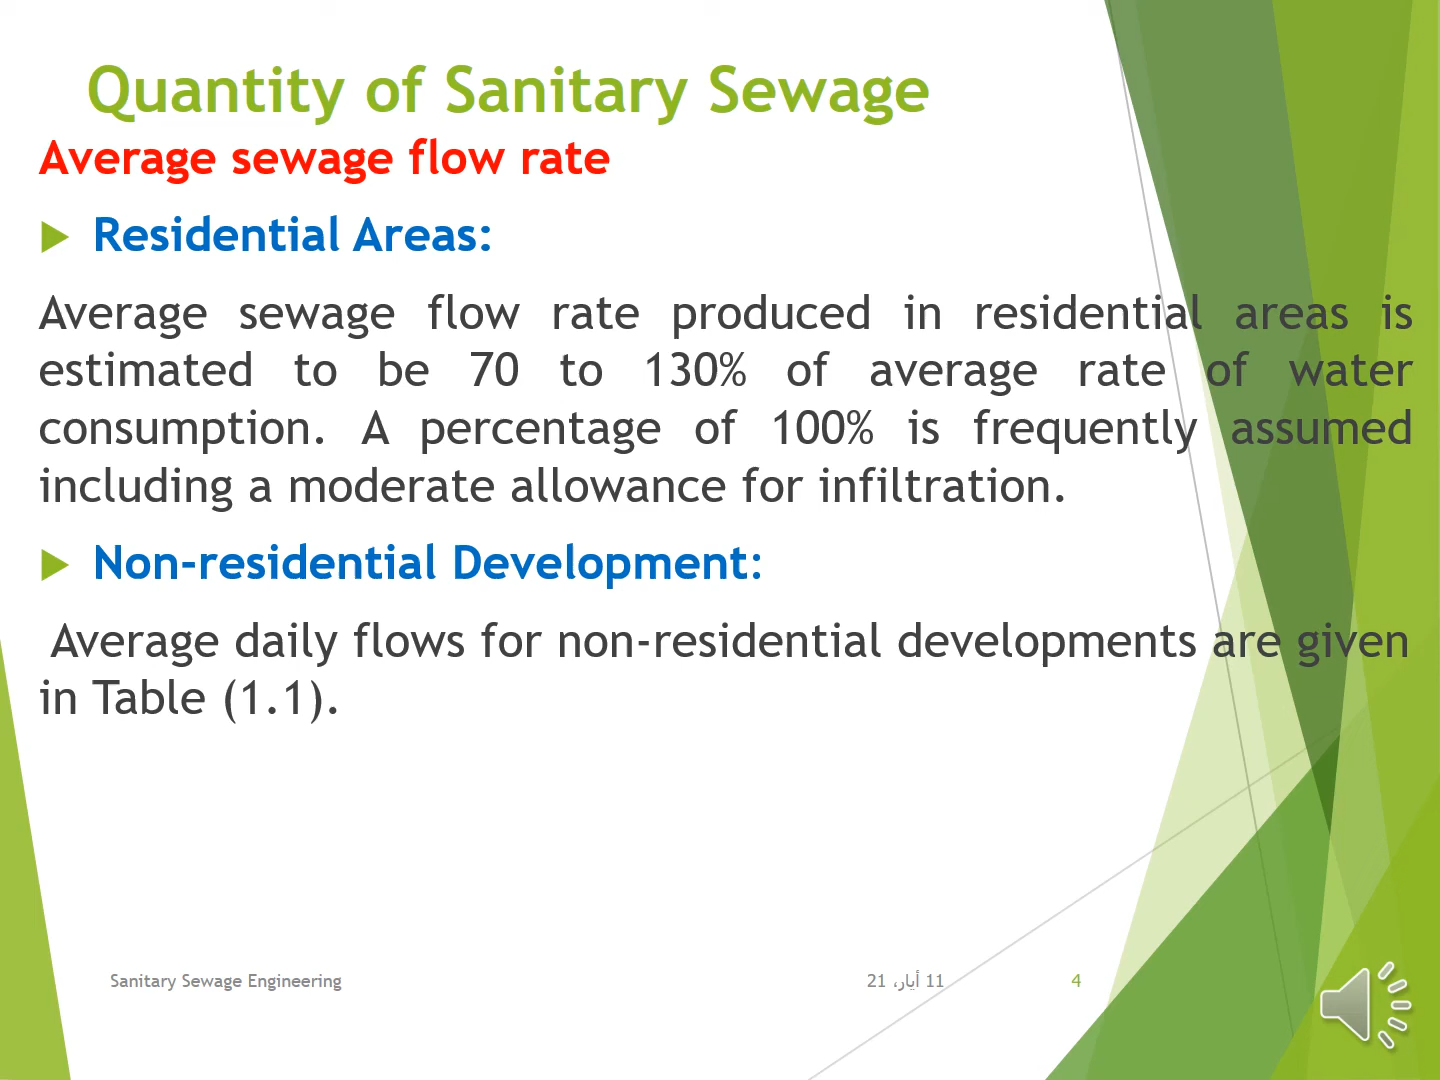 Quantity of Sanitary Sewage
Average sewage flow rate
Residential Areas:
Average sewage flow rate produced in residential areas is
estimated to be 70 to 130% of average rate of water
consumption. A percentage of 100% is frequently assumed
including a moderate allowance for infiltration.
Non-residential Development:
Average daily flows for non-residential developments are given
in Table (1.1).
Sanitary Sewage Engineering
11 أيار، 21
4